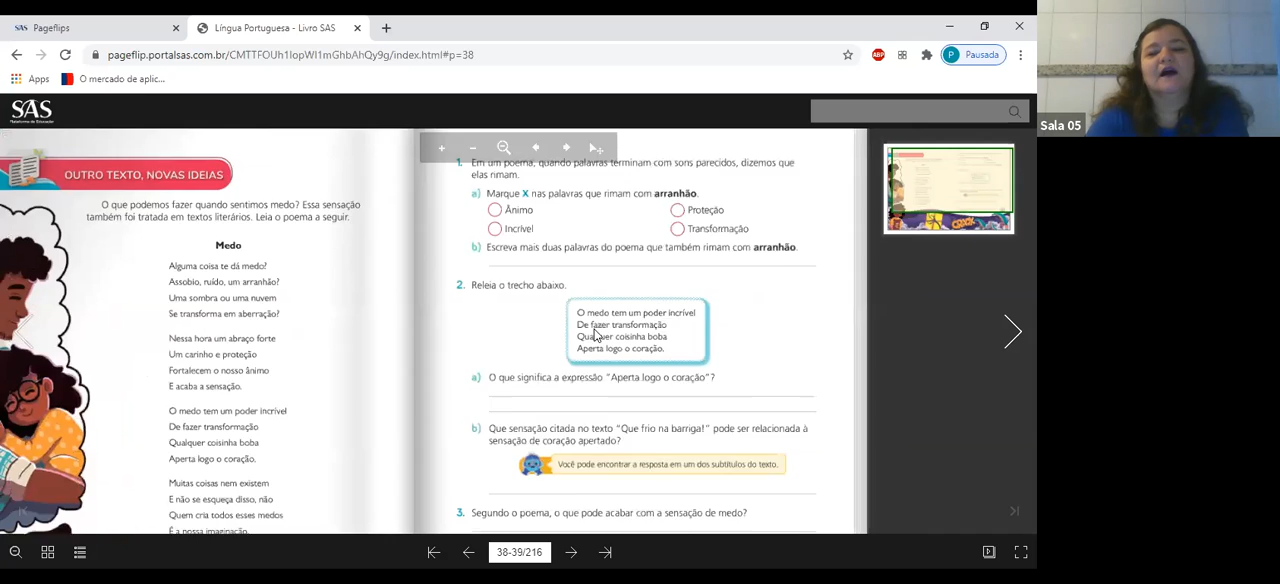 SAS Pageflips
Língua Portuguesa - Livro SAS
pageflip.portalsas.com.br/CMTTFOUh1IopWI1mGhbAhQy9g/index.html#p=38
ABP
P Pausada
Apps
O mercado de aplic...
SAS
Plataforma de Educação
Sala 05
OUTRO TEXTO, NOVAS IDEIAS
O que podemos fazer quando sentimos medo? Essa sensação
também foi tratada em textos literários. Leia o poema a seguir.
Medo
Alguma coisa te dá medo?
Assobio, ruído, um arranhão?
Uma sombra ou uma nuvem
Se transforma em aberração?
Nessa hora um abraço forte
Um carinho e proteção
Fortalecem o nosso ânimo
E acaba a sensação.
O medo tem um poder incrível
De fazer transformação
Qualquer coisinha boba
Aperta logo o coração.
Muitas coisas nem existem
E não se esqueça disso, não
Quem cria todos esses medos
É a nossa imaginação.
1. Em um poema, quando palavras terminam com sons parecidos, dizemos que
elas rimam.
a) Marque X nas palavras que rimam com arranhão.
Ânimo
Proteção
Incrível
Transformação
b) Escreva mais duas palavras do poema que também rimam com arranhão.
2. Releia o trecho abaixo.
O medo tem um poder incrível
De fazer transformação
Qualquer coisinha boba
Aperta logo o coração.
a) O que significa a expressão "Aperta logo o coração"?
b) Que sensação citada no texto "Que frio na barriga!" pode ser relacionada à
sensação de coração apertado?
Você pode encontrar a resposta em um dos subtítulos do texto.
3. Segundo o poema, o que pode acabar com a sensação de medo?
38-39/216